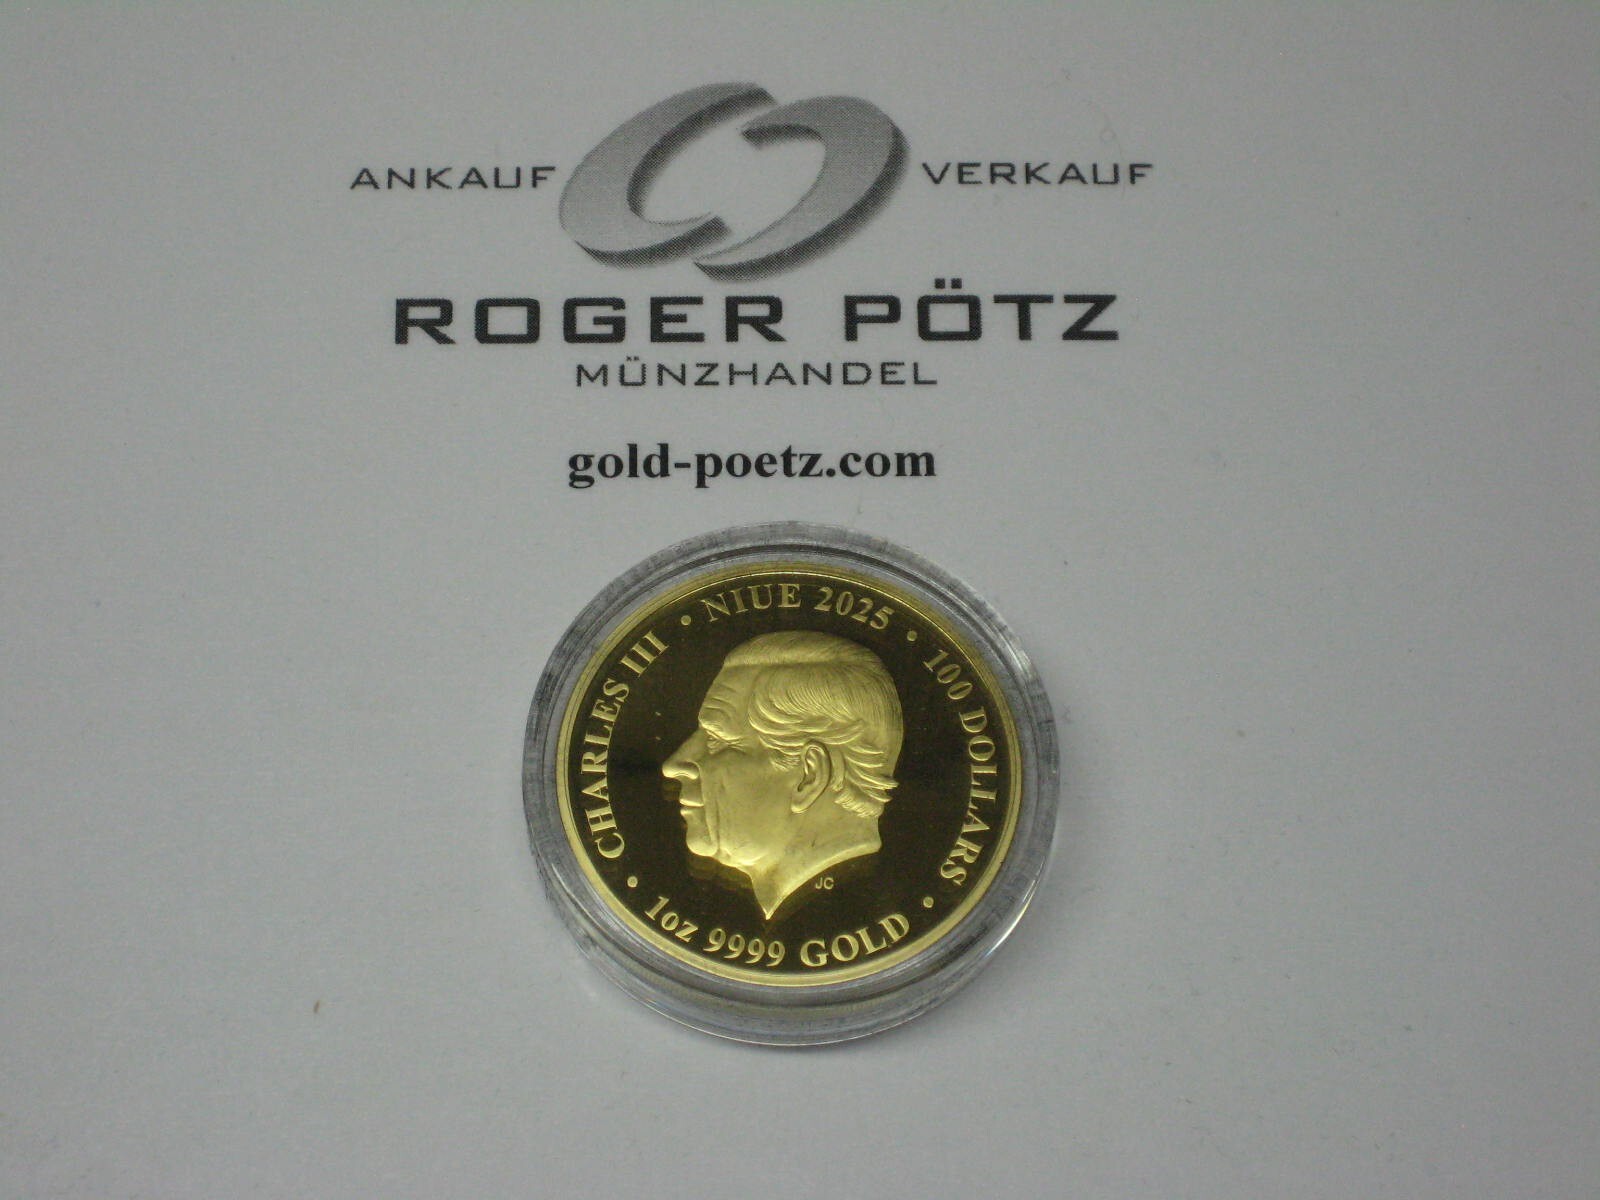 ANKAUF VERKAUF
ROGER PÖTZ
MÜNZHANDEL
gold-poetz.com
CHARLES III • NIUE 2025 • 100 DOLLARS •
JC
• 1oz 9999 GOLD